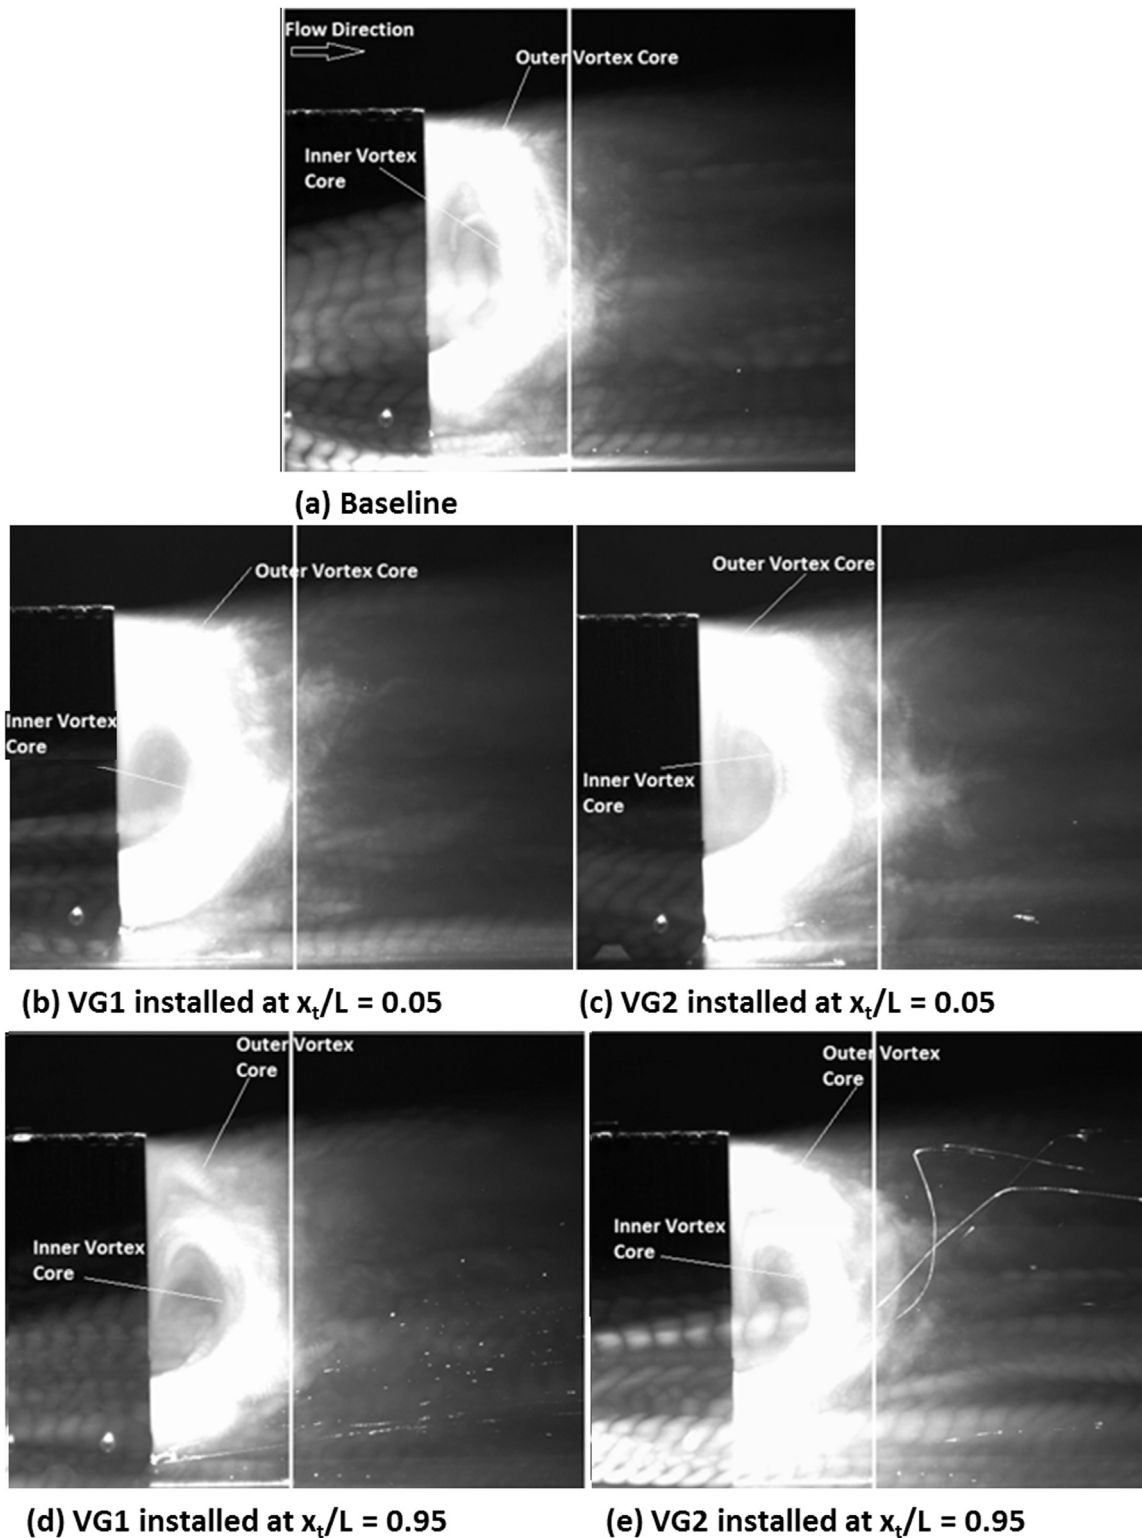 Flow Direction
Outer Vortex Core
Inner Vortex
Core
(a) Baseline
Outer Vortex Core
Inner Vortex
Core
Outer Vortex Core
Inner Vortex
Core
(b) VG1 installed at xₜ/L = 0.05
(c) VG2 installed at xₜ/L = 0.05
Outer Vortex
Core
Inner Vortex
Core
Outer Vortex
Core
Inner Vortex
Core
(d) VG1 installed at xₜ/L = 0.95
(e) VG2 installed at xₜ/L = 0.95